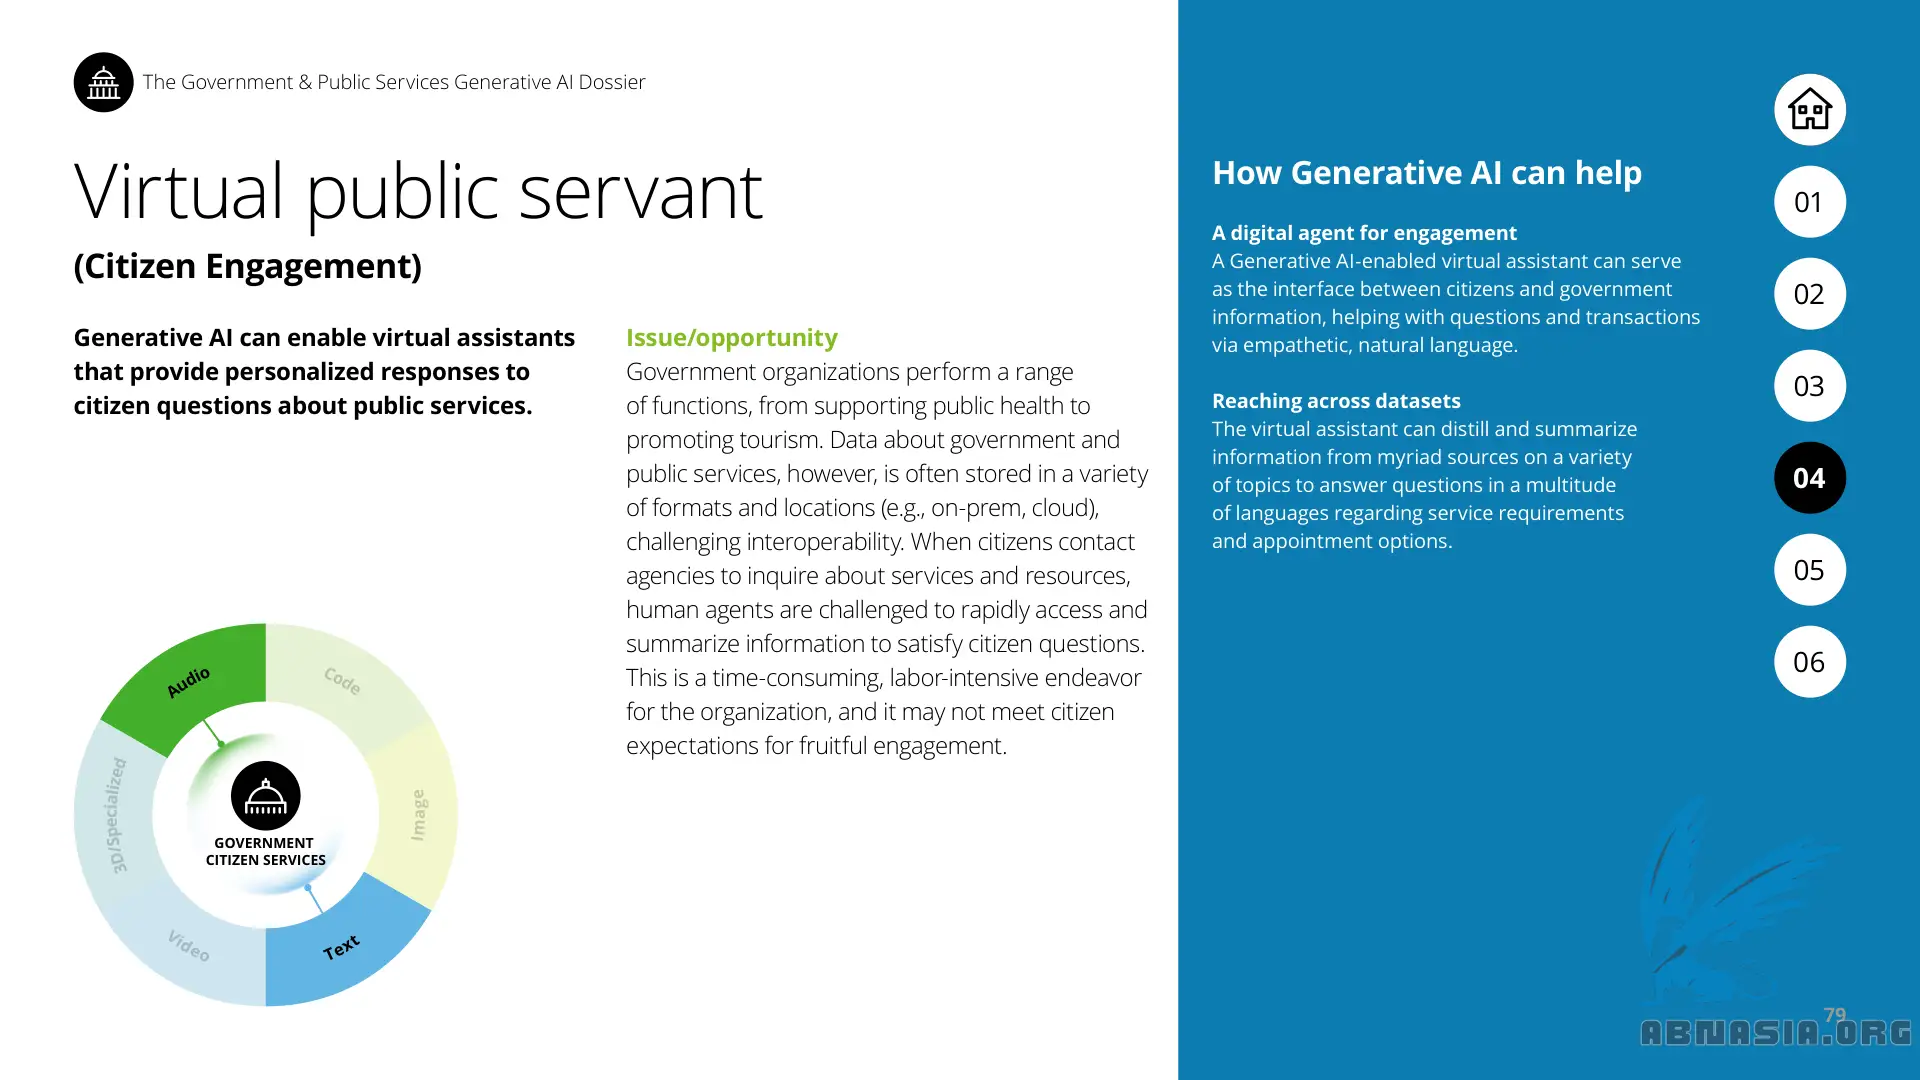 The Government & Public Services Generative AI Dossier
Virtual public servant
(Citizen Engagement)
Generative AI can enable virtual assistants
that provide personalized responses to
citizen questions about public services.
Audio
Code
Image
Text
Video
3D/Specialized
GOVERNMENT
CITIZEN SERVICES
Issue/opportunity
Government organizations perform a range
of functions, from supporting public health to
promoting tourism. Data about government and
public services, however, is often stored in a variety
of formats and locations (e.g., on-prem, cloud),
challenging interoperability. When citizens contact
agencies to inquire about services and resources,
human agents are challenged to rapidly access and
summarize information to satisfy citizen questions.
This is a time-consuming, labor-intensive endeavor
for the organization, and it may not meet citizen
expectations for fruitful engagement.
How Generative AI can help
A digital agent for engagement
A Generative AI-enabled virtual assistant can serve
as the interface between citizens and government
information, helping with questions and transactions
via empathetic, natural language.
Reaching across datasets
The virtual assistant can distill and summarize
information from myriad sources on a variety
of topics to answer questions in a multitude
of languages regarding service requirements
and appointment options.
01
02
03
04
05
06
79
ABNASIA.ORG